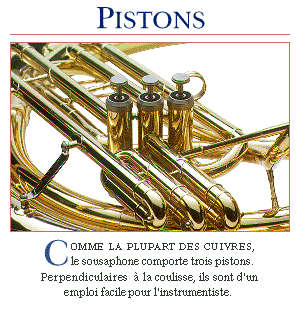 PISTONS
COMME LA PLUPART DES CUIVRES,
le sousaphone comporte trois pistons.
Perpendiculaires à la coulisse, ils sont d'un
emploi facile pour l'instrumentiste.